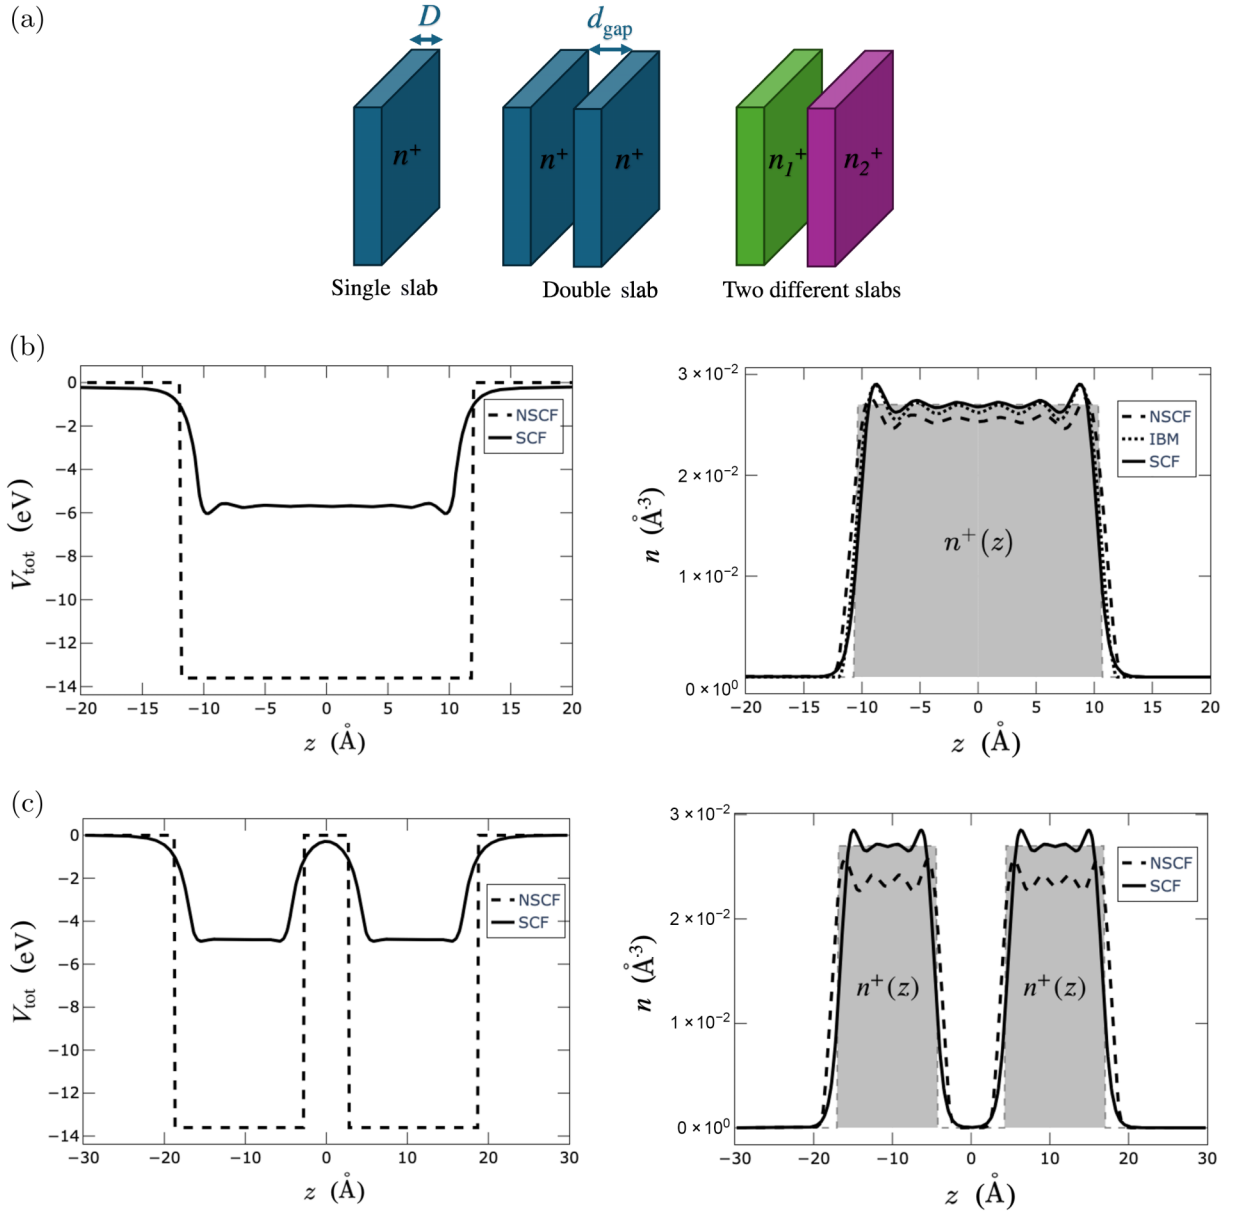 (a)
D
d_gap
n⁺
n⁺ n⁺
n₁⁺ n₂⁺
Single slab
Double slab
Two different slabs
(b)
0
−2
−4
−6
−8
−10
−12
−14
V_tot (eV)
NSCF
SCF
−20 −15 −10 −5 0 5 10 15 20
z (Å)
3 × 10⁻²
2 × 10⁻²
1 × 10⁻²
0 × 10⁰
n (Å⁻³)
NSCF
IBM
SCF
n⁺(z)
−20 −15 −10 −5 0 5 10 15 20
z (Å)
(c)
0
−2
−4
−6
−8
−10
−12
−14
V_tot (eV)
NSCF
SCF
−30 −20 −10 0 10 20 30
z (Å)
3 × 10⁻²
2 × 10⁻²
1 × 10⁻²
0 × 10⁰
n (Å⁻³)
NSCF
SCF
n⁺(z) n⁺(z)
−30 −20 −10 0 10 20 30
z (Å)